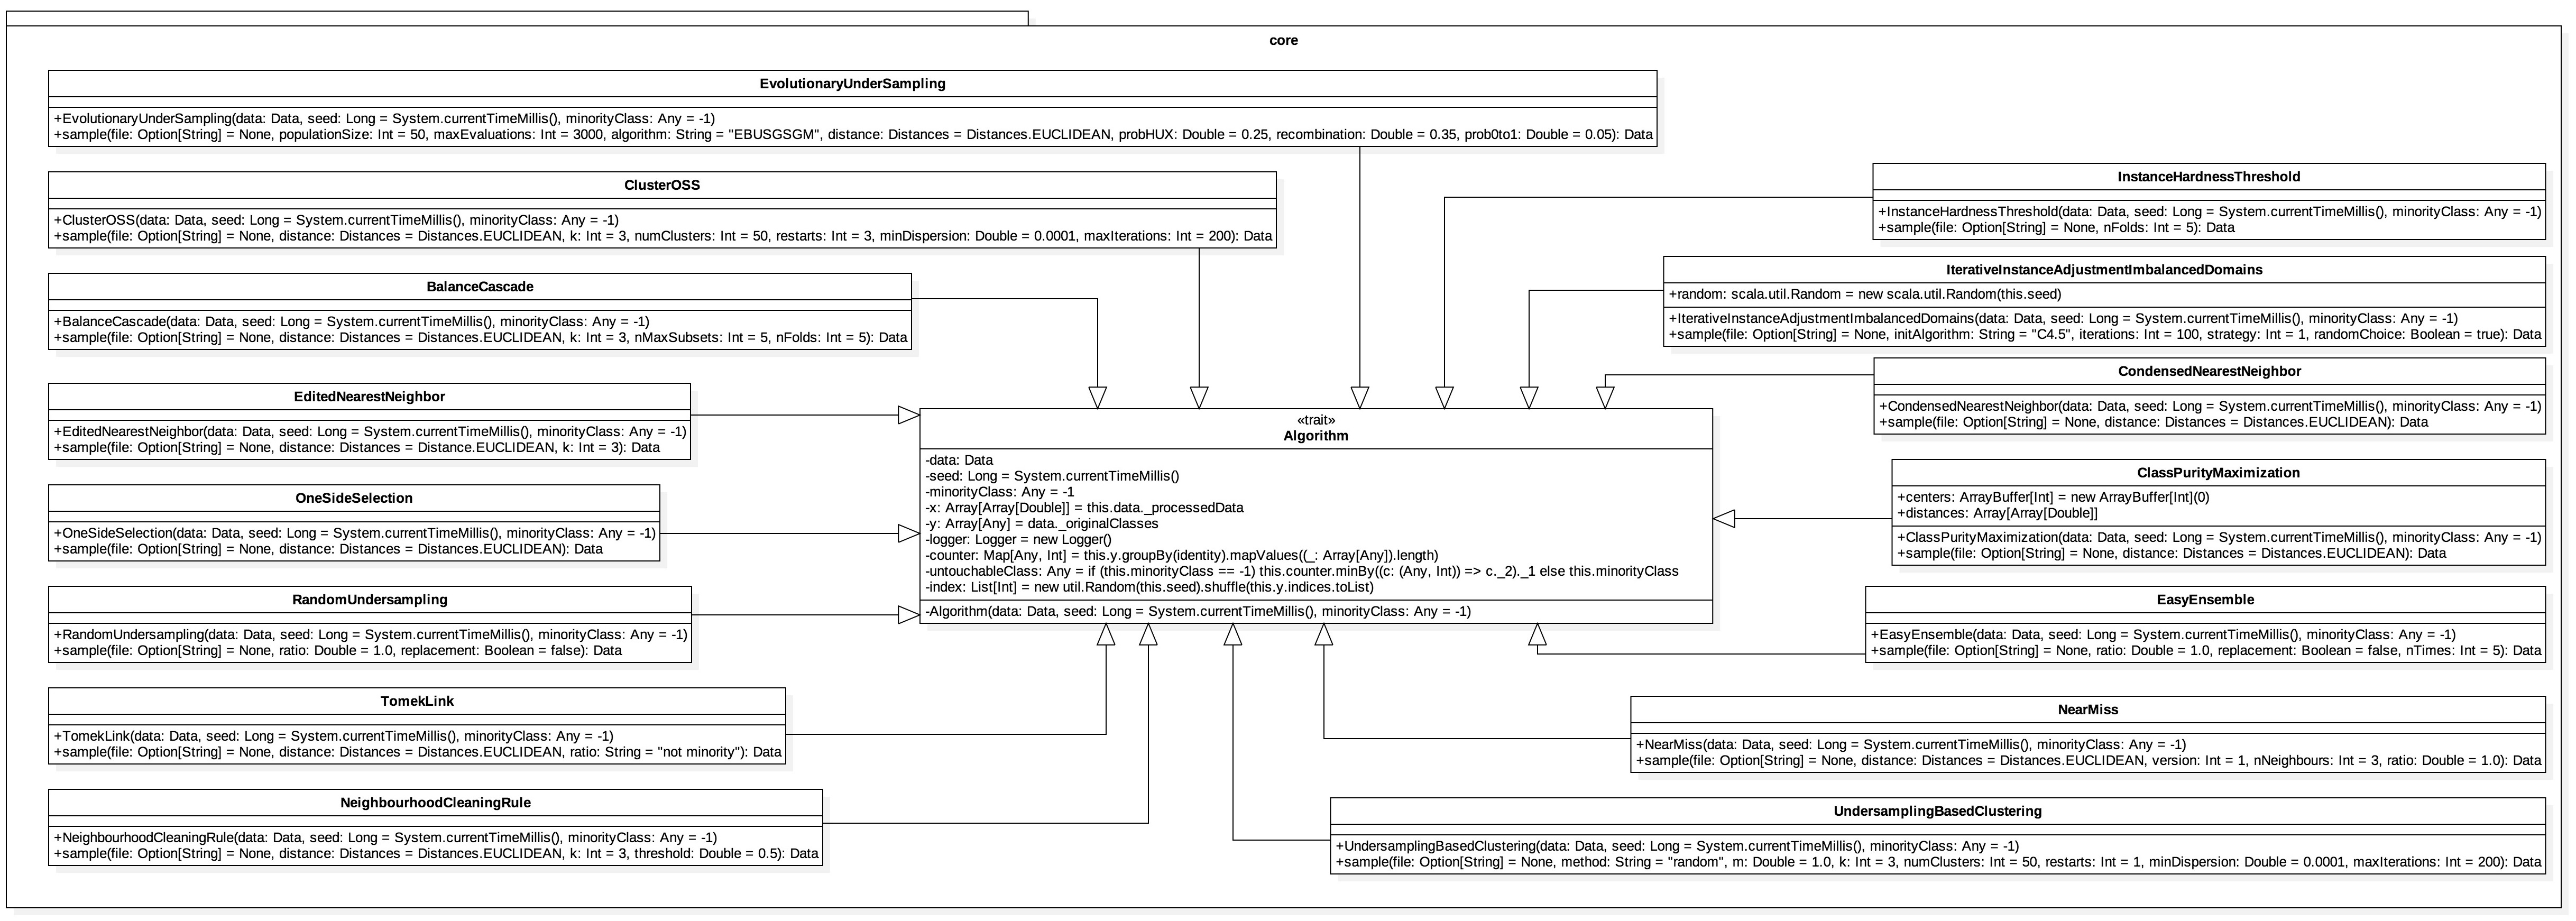 core
EvolutionaryUnderSampling
+EvolutionaryUnderSampling(data: Data, seed: Long = System.currentTimeMillis(), minorityClass: Any = -1)
+sample(file: Option[String] = None, populationSize: Int = 50, maxEvaluations: Int = 3000, algorithm: String = "EBUSGSGM", distance: Distances = Distances.EUCLIDEAN, probHUX: Double = 0.25, recombination: Double = 0.35, prob0to1: Double = 0.05): Data
ClusterOSS
+ClusterOSS(data: Data, seed: Long = System.currentTimeMillis(), minorityClass: Any = -1)
+sample(file: Option[String] = None, distance: Distances = Distances.EUCLIDEAN, k: Int = 3, numClusters: Int = 50, restarts: Int = 3, minDispersion: Double = 0.0001, maxIterations: Int = 200): Data
BalanceCascade
+BalanceCascade(data: Data, seed: Long = System.currentTimeMillis(), minorityClass: Any = -1)
+sample(file: Option[String] = None, distance: Distances = Distances.EUCLIDEAN, k: Int = 3, nMaxSubsets: Int = 5, nFolds: Int = 5): Data
EditedNearestNeighbor
+EditedNearestNeighbor(data: Data, seed: Long = System.currentTimeMillis(), minorityClass: Any = -1)
+sample(file: Option[String] = None, distance: Distances = Distance.EUCLIDEAN, k: Int = 3): Data
OneSideSelection
+OneSideSelection(data: Data, seed: Long = System.currentTimeMillis(), minorityClass: Any = -1)
+sample(file: Option[String] = None, distance: Distances = Distances.EUCLIDEAN): Data
RandomUndersampling
+RandomUndersampling(data: Data, seed: Long = System.currentTimeMillis(), minorityClass: Any = -1)
+sample(file: Option[String] = None, ratio: Double = 1.0, replacement: Boolean = false): Data
TomekLink
+TomekLink(data: Data, seed: Long = System.currentTimeMillis(), minorityClass: Any = -1)
+sample(file: Option[String] = None, distance: Distances = Distances.EUCLIDEAN, ratio: String = "not minority"): Data
NeighbourhoodCleaningRule
+NeighbourhoodCleaningRule(data: Data, seed: Long = System.currentTimeMillis(), minorityClass: Any = -1)
+sample(file: Option[String] = None, distance: Distances = Distances.EUCLIDEAN, k: Int = 3, threshold: Double = 0.5): Data
«trait»
Algorithm
-data: Data
-seed: Long = System.currentTimeMillis()
-minorityClass: Any = -1
-x: Array[Array[Double]] = this.data._processedData
-y: Array[Any] = data._originalClasses
-logger: Logger = new Logger()
-counter: Map[Any, Int] = this.y.groupBy(identity).mapValues((_: Array[Any]).length)
-untouchableClass: Any = if (this.minorityClass == -1) this.counter.minBy((c: (Any, Int)) => c._2)._1 else this.minorityClass
-index: List[Int] = new util.Random(this.seed).shuffle(this.y.indices.toList)
-Algorithm(data: Data, seed: Long = System.currentTimeMillis(), minorityClass: Any = -1)
InstanceHardnessThreshold
+InstanceHardnessThreshold(data: Data, seed: Long = System.currentTimeMillis(), minorityClass: Any = -1)
+sample(file: Option[String] = None, nFolds: Int = 5): Data
IterativeInstanceAdjustmentImbalancedDomains
+random: scala.util.Random = new scala.util.Random(this.seed)
+IterativeInstanceAdjustmentImbalancedDomains(data: Data, seed: Long = System.currentTimeMillis(), minorityClass: Any = -1)
+sample(file: Option[String] = None, initAlgorithm: String = "C4.5", iterations: Int = 100, strategy: Int = 1, randomChoice: Boolean = true): Data
CondensedNearestNeighbor
+CondensedNearestNeighbor(data: Data, seed: Long = System.currentTimeMillis(), minorityClass: Any = -1)
+sample(file: Option[String] = None, distance: Distances = Distances.EUCLIDEAN): Data
ClassPurityMaximization
+centers: ArrayBuffer[Int] = new ArrayBuffer[Int](0)
+distances: Array[Array[Double]]
+ClassPurityMaximization(data: Data, seed: Long = System.currentTimeMillis(), minorityClass: Any = -1)
+sample(file: Option[String] = None, distance: Distances = Distances.EUCLIDEAN): Data
EasyEnsemble
+EasyEnsemble(data: Data, seed: Long = System.currentTimeMillis(), minorityClass: Any = -1)
+sample(file: Option[String] = None, ratio: Double = 1.0, replacement: Boolean = false, nTimes: Int = 5): Data
NearMiss
+NearMiss(data: Data, seed: Long = System.currentTimeMillis(), minorityClass: Any = -1)
+sample(file: Option[String] = None, distance: Distances = Distances.EUCLIDEAN, version: Int = 1, nNeighbours: Int = 3, ratio: Double = 1.0): Data
UndersamplingBasedClustering
+UndersamplingBasedClustering(data: Data, seed: Long = System.currentTimeMillis(), minorityClass: Any = -1)
+sample(file: Option[String] = None, method: String = "random", m: Double = 1.0, k: Int = 3, numClusters: Int = 50, restarts: Int = 1, minDispersion: Double = 0.0001, maxIterations: Int = 200): Data